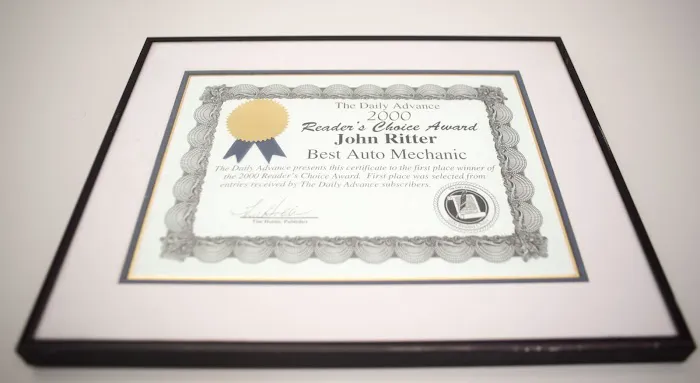 The Daily Advance
2000
Reader's Choice Award
John Ritter
Best Auto Mechanic
The Daily Advance presents this certificate to the first place winner of
the 2000 Reader's Choice Award. First place was selected from
entries received by The Daily Advance subscribers.
Publisher